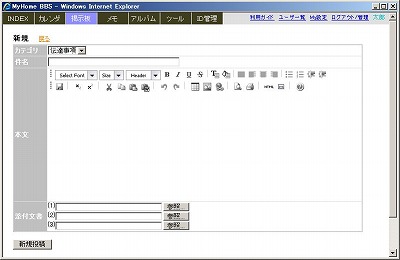 MyHome BBS - Windows Internet Explorer
INDEX カレンダ 掲示板 メモ アルバム ツール ID管理 利用ガイド ユーザ一覧 My設定 ログアウト/管理 太郎
新規 戻る
カテゴリ 伝達事項
件名
Select Font Size Header B I U S
HTML
本文
添付文書 (1) 参照...
(2) 参照...
(3) 参照...
新規投稿